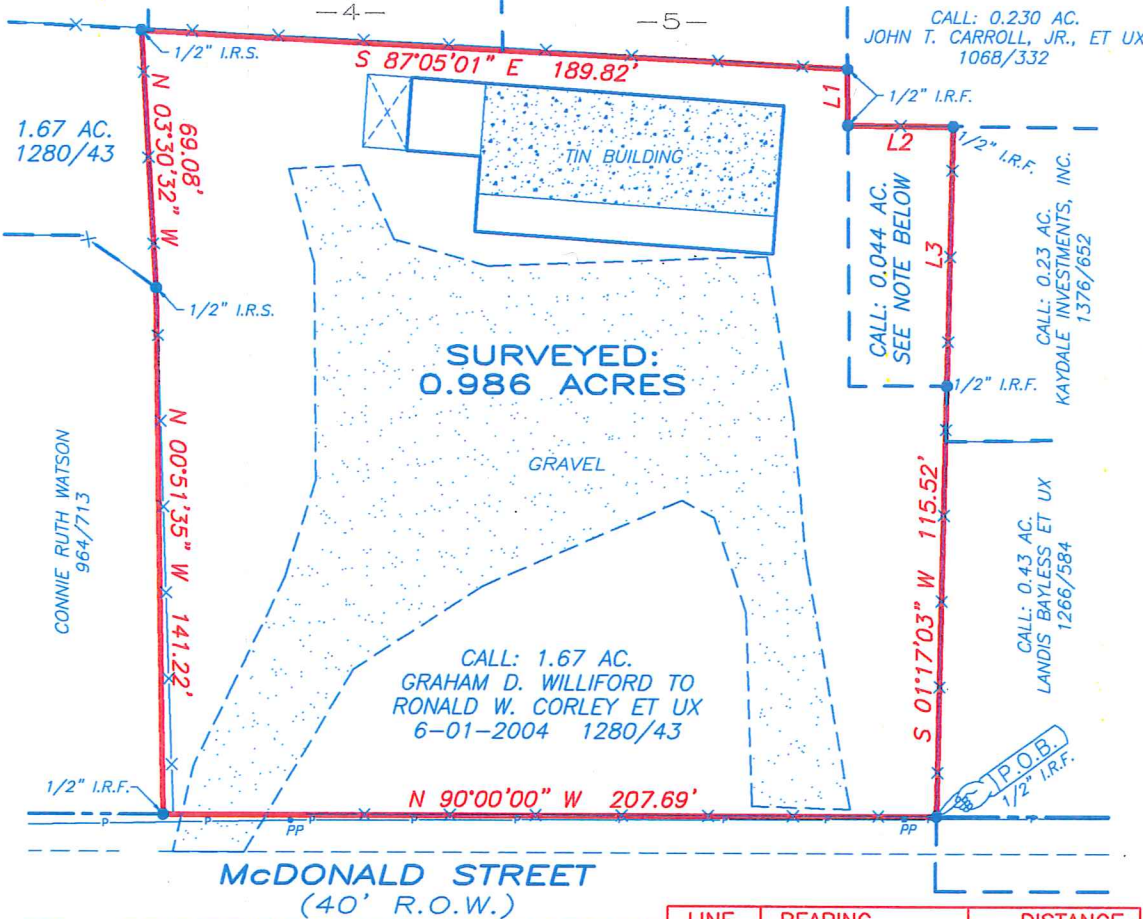 -4-
-5-
CALL: 0.230 AC.
JOHN T. CARROLL, JR., ET UX
1068/332
1/2" I.R.S.
S 87°05'01" E 189.82'
L1
1/2" I.R.F.
L2
1/2" I.R.F.
1.67 AC.
1280/43
N 03°30'32" W
69.08'
TIN BUILDING
CALL: 0.044 AC.
SEE NOTE BELOW
L3
CALL: 0.23 AC.
KAYDALE INVESTMENTS, INC.
1376/652
1/2" I.R.S.
SURVEYED:
0.986 ACRES
1/2" I.R.F.
GRAVEL
CONNIE RUTH WATSON
964/713
N 00°51'35" W 141.22'
S 01°17'03" W 115.52'
CALL: 0.43 AC.
LANDIS BAYLESS ET UX
1266/584
CALL: 1.67 AC.
GRAHAM D. WILLIFORD TO
RONALD W. CORLEY ET UX
6-01-2004 1280/43
P.O.B.
1/2" I.R.F.
1/2" I.R.F.
N 90°00'00" W 207.69'
P P P P P P P P
PP PP
McDONALD STREET
(40' R.O.W.)
LINE BEARING DISTANCE